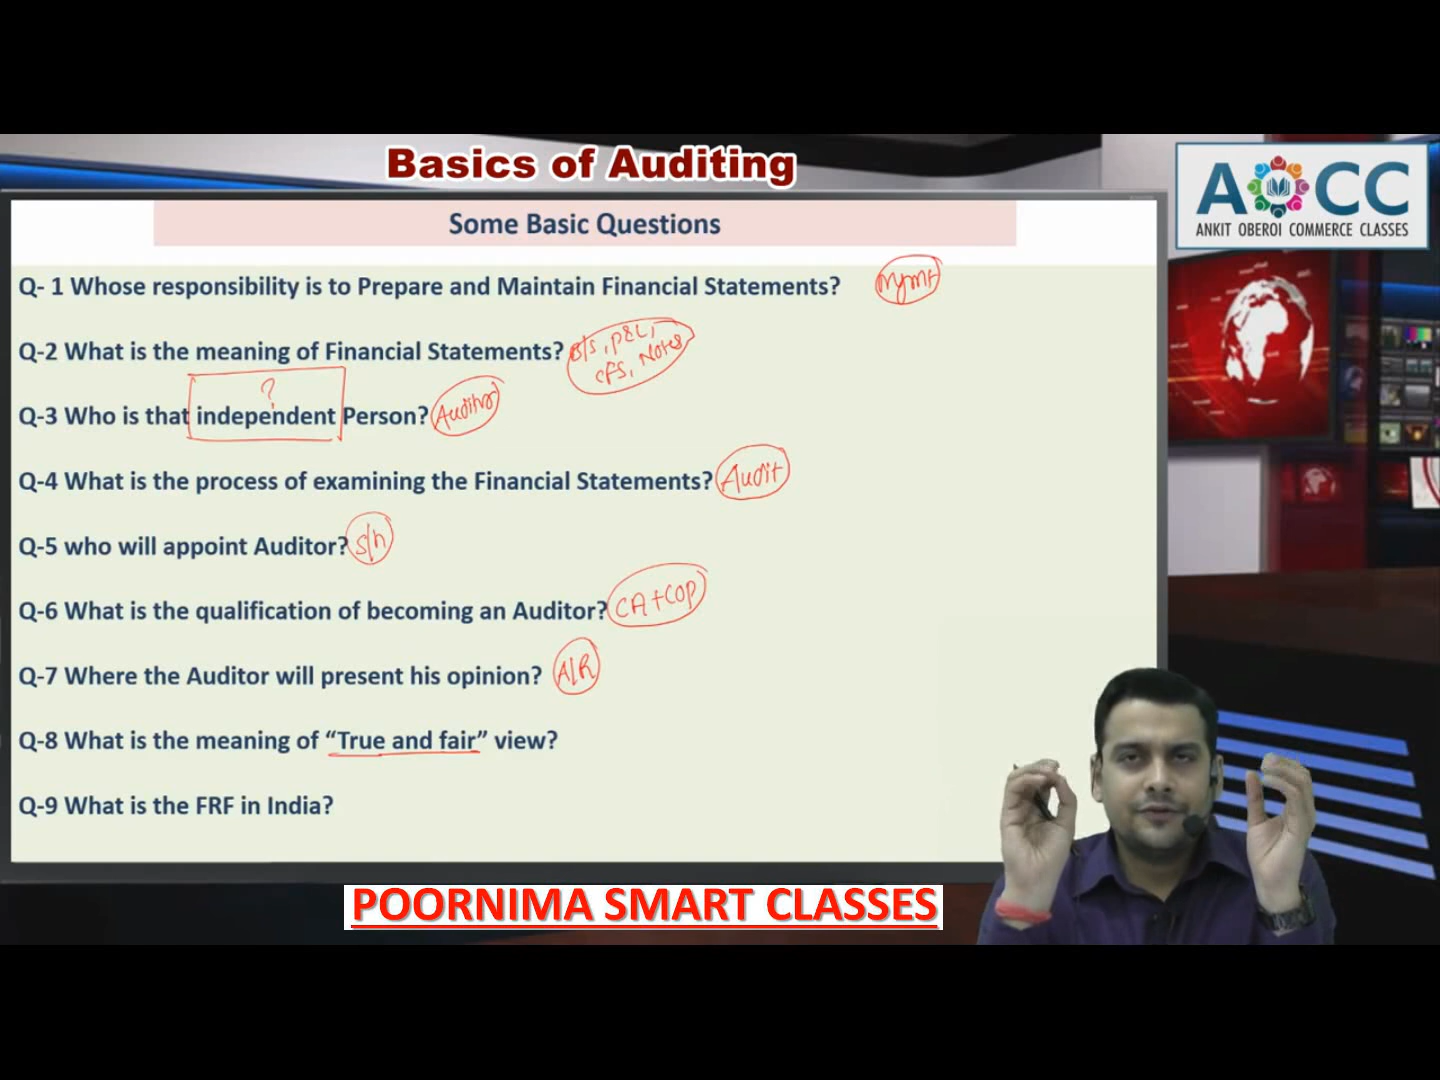 Basics of Auditing
AOCC
ANKIT OBEROI COMMERCE CLASSES
Some Basic Questions
Q- 1 Whose responsibility is to Prepare and Maintain Financial Statements? Mgmt
Q-2 What is the meaning of Financial Statements? B/S, P&L,
CFS, Notes
?
Q-3 Who is that independent Person? Auditor
Q-4 What is the process of examining the Financial Statements? Audit
Q-5 who will appoint Auditor? S/h
Q-6 What is the qualification of becoming an Auditor? CA+COP
Q-7 Where the Auditor will present his opinion? A/R
Q-8 What is the meaning of “True and fair” view?
Q-9 What is the FRF in India?
POORNIMA SMART CLASSES